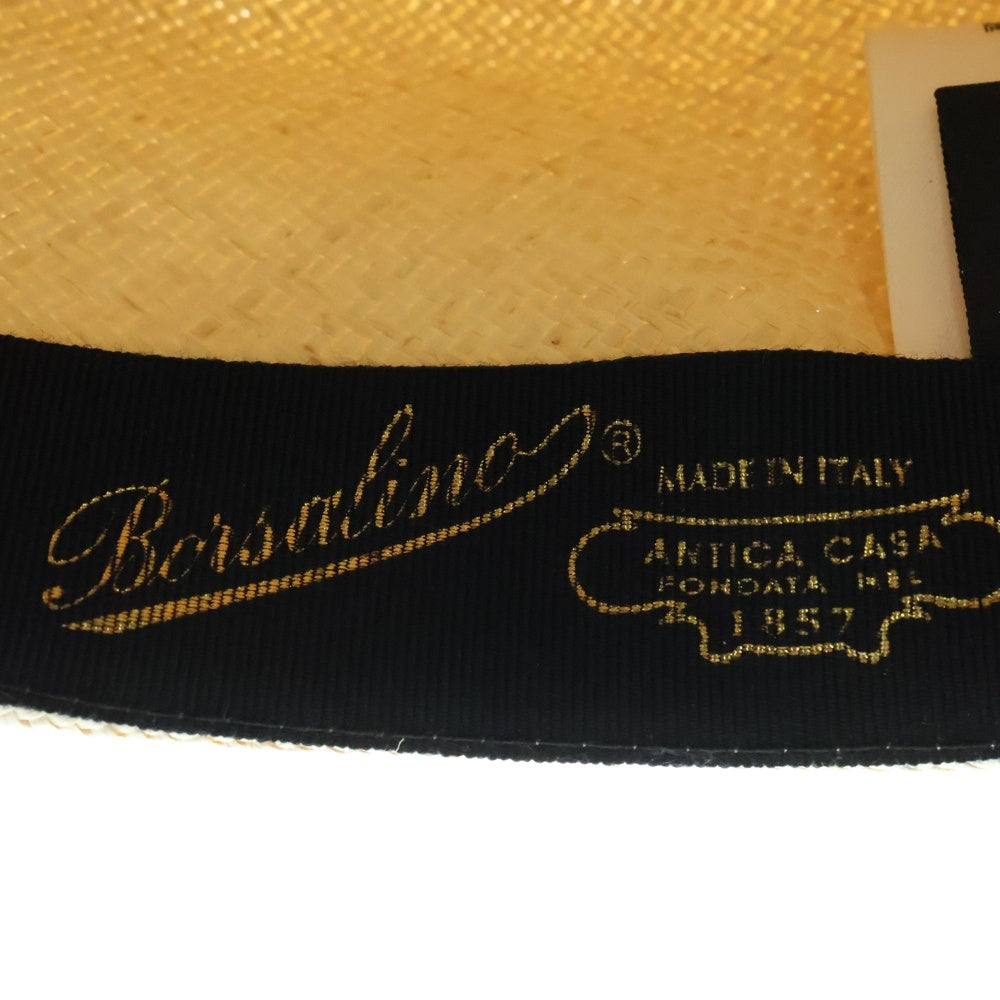 Borsalino®
MADE IN ITALY
ANTICA CASA
FONDATA NEL
1857